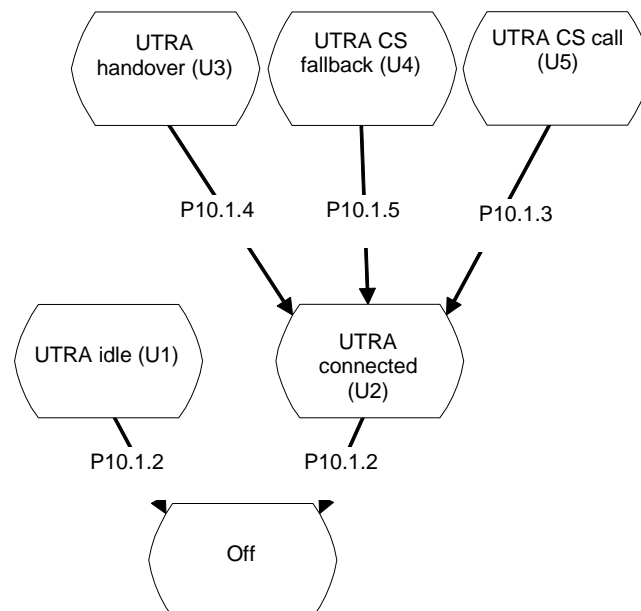 UTRA
handover (U3)
UTRA CS
fallback (U4)
UTRA CS call
(U5)
P10.1.4
P10.1.5
P10.1.3
UTRA idle (U1)
UTRA
connected
(U2)
P10.1.2
P10.1.2
Off